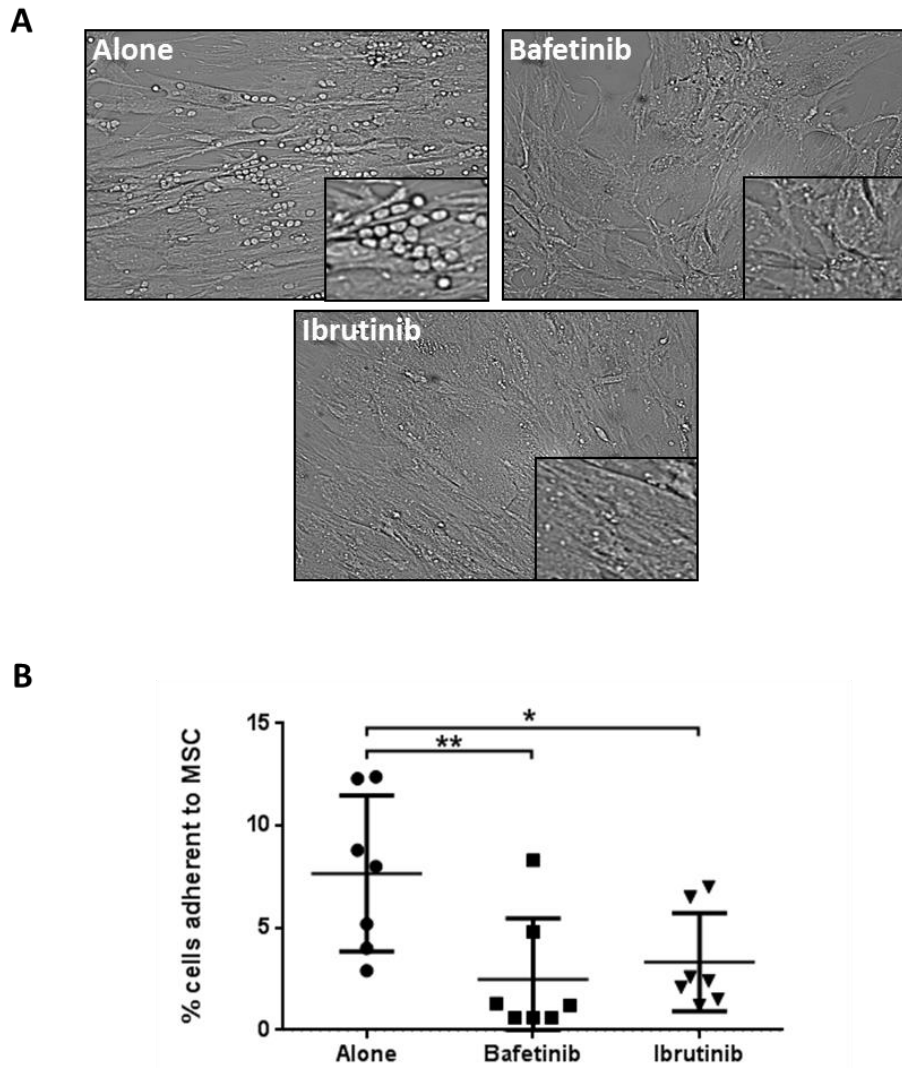 A
Alone
Bafetinib
Ibrutinib
B
% cells adherent to MSC
15
10
5
0
*
**
Alone
Bafetinib
Ibrutinib